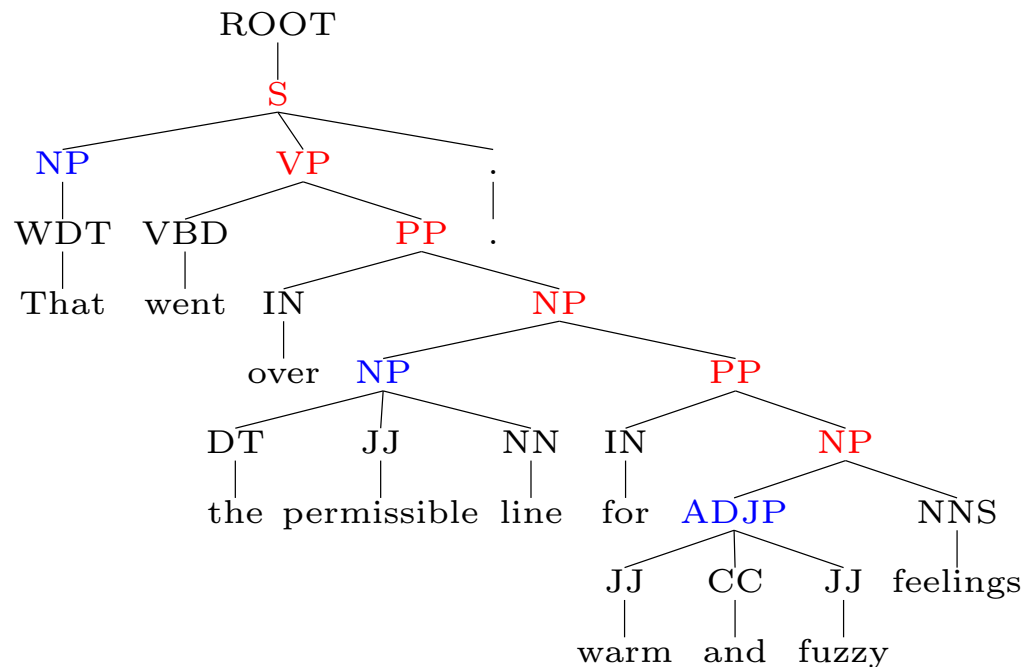 ROOT
S
NP VP .
WDT VBD PP .
That went IN NP
over NP PP
DT JJ NN IN NP
the permissible line for ADJP NNS
JJ CC JJ feelings
warm and fuzzy